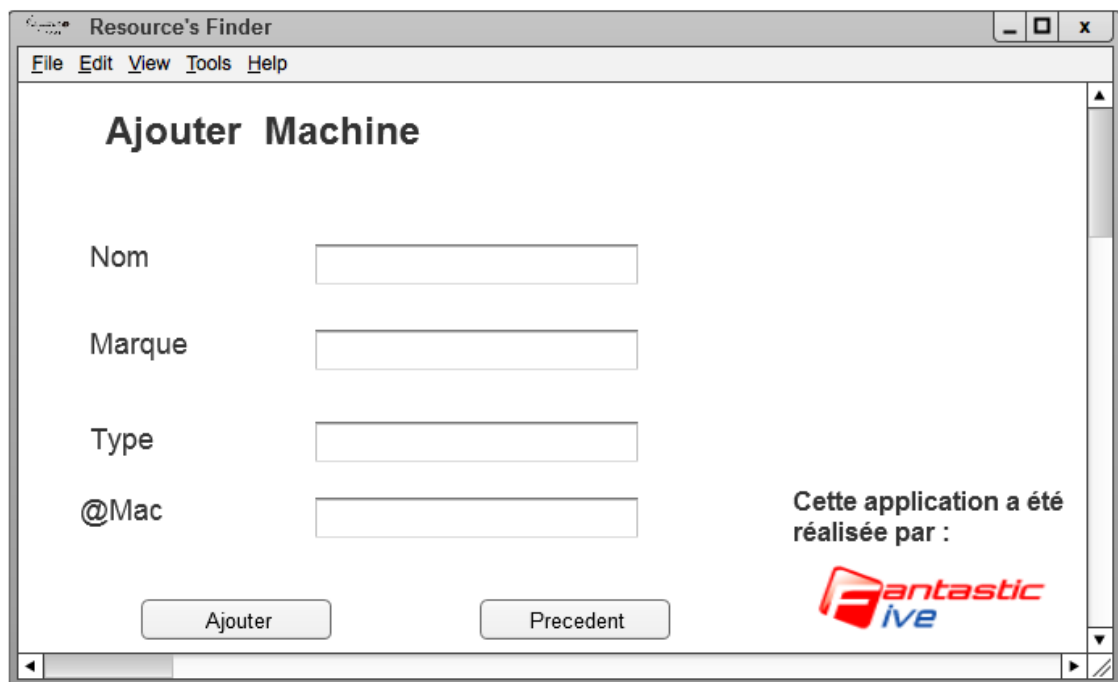 Resource's Finder
File Edit View Tools Help
Ajouter Machine
Nom
Marque
Type
@Mac
Cette application a été
réalisée par :
Fantastic
Five
Ajouter
Precedent